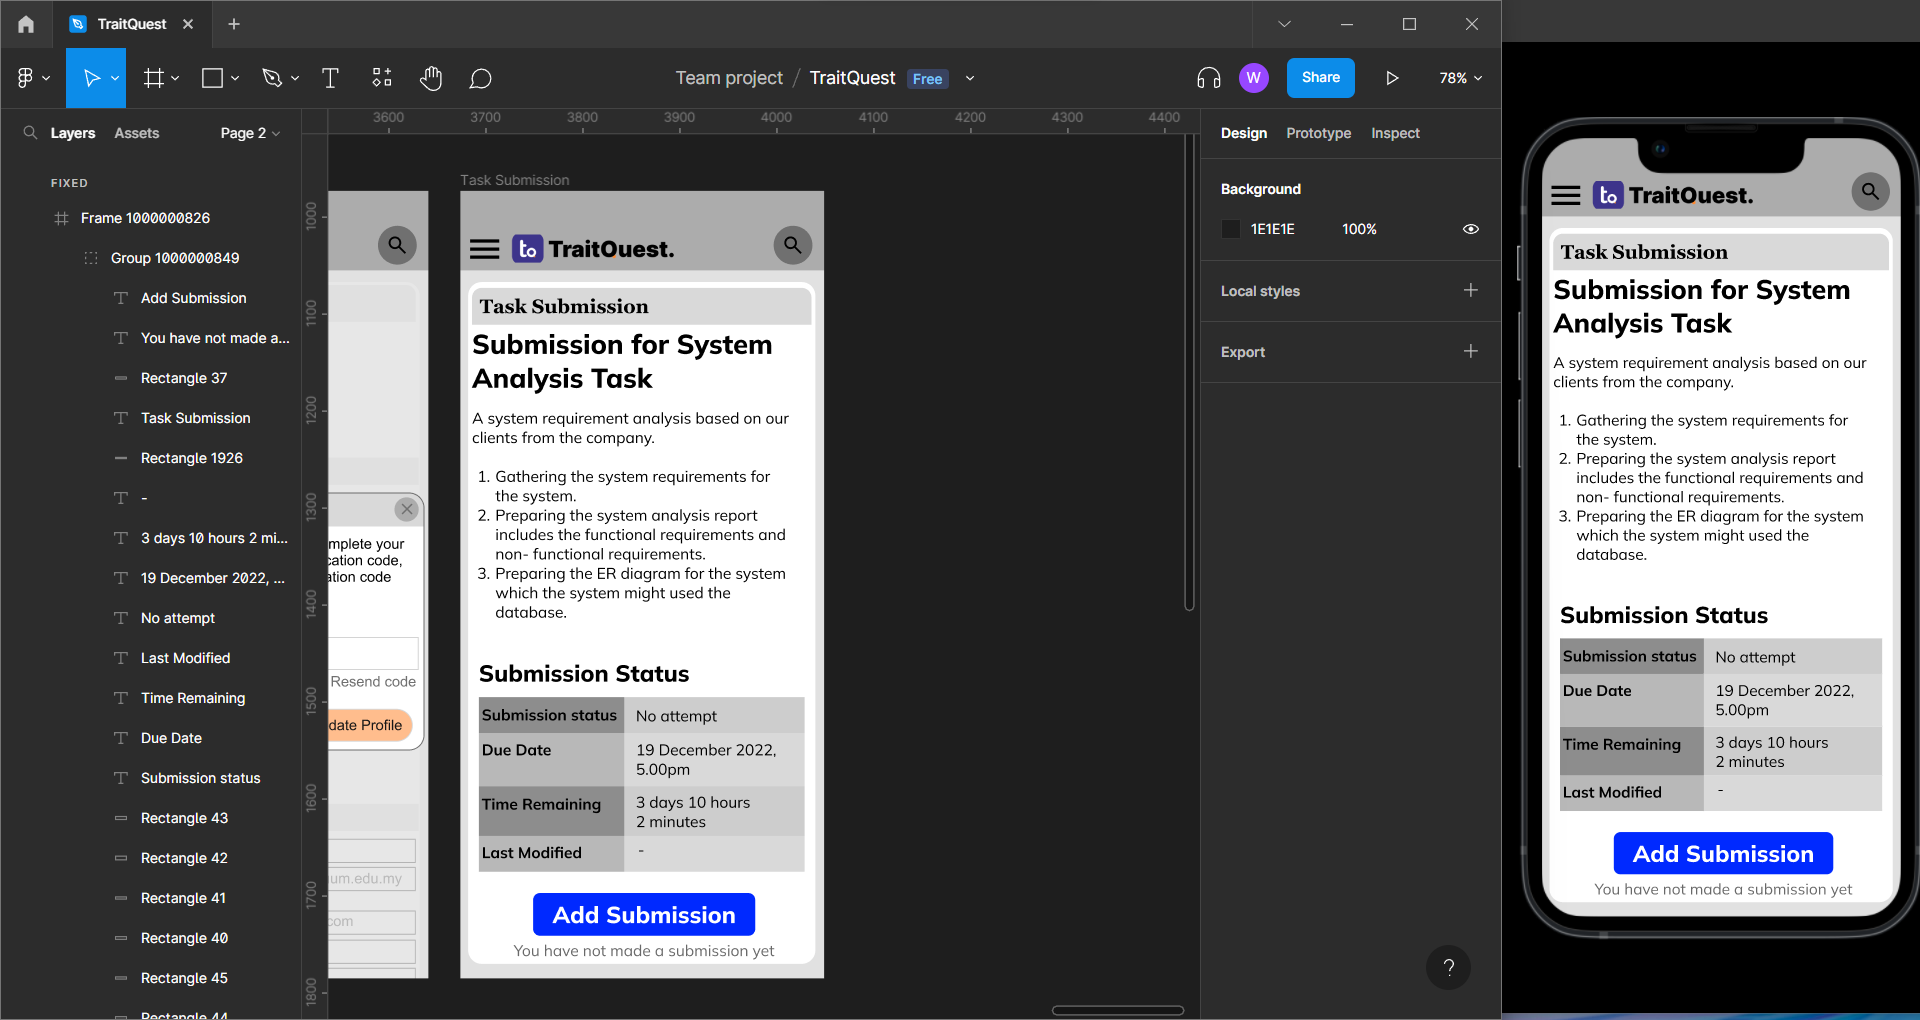 TraitQuest
Team project / TraitQuest Free
W
Share
78%
Layers
Assets
Page 2
FIXED
Frame 1000000826
Group 1000000849
Add Submission
You have not made a...
Rectangle 37
Task Submission
Rectangle 1926
-
3 days 10 hours 2 mi...
19 December 2022, ...
No attempt
Last Modified
Time Remaining
Due Date
Submission status
Rectangle 43
Rectangle 42
Rectangle 41
Rectangle 40
Rectangle 45
Rectangle 44
3600 3700 3800 3900 4000 4100 4200 4300 4400
1000
1100
1200
1300
1400
1500
1600
1700
1800
mplete your
cation code,
ation code
Resend code
date Profile
um.edu.my
com
Task Submission
to TraitQuest.
Task Submission
Submission for System
Analysis Task
A system requirement analysis based on our
clients from the company.
1. Gathering the system requirements for
the system.
2. Preparing the system analysis report
includes the functional requirements and
non- functional requirements.
3. Preparing the ER diagram for the system
which the system might used the
database.
Submission Status
Submission status No attempt
Due Date 19 December 2022,
5.00pm
Time Remaining 3 days 10 hours
2 minutes
Last Modified -
Add Submission
You have not made a submission yet
Design
Prototype
Inspect
Background
1E1E1E 100%
Local styles
Export
?
to TraitQuest.
Task Submission
Submission for System
Analysis Task
A system requirement analysis based on our
clients from the company.
1. Gathering the system requirements for
the system.
2. Preparing the system analysis report
includes the functional requirements and
non- functional requirements.
3. Preparing the ER diagram for the system
which the system might used the
database.
Submission Status
Submission status No attempt
Due Date 19 December 2022,
5.00pm
Time Remaining 3 days 10 hours
2 minutes
Last Modified -
Add Submission
You have not made a submission yet